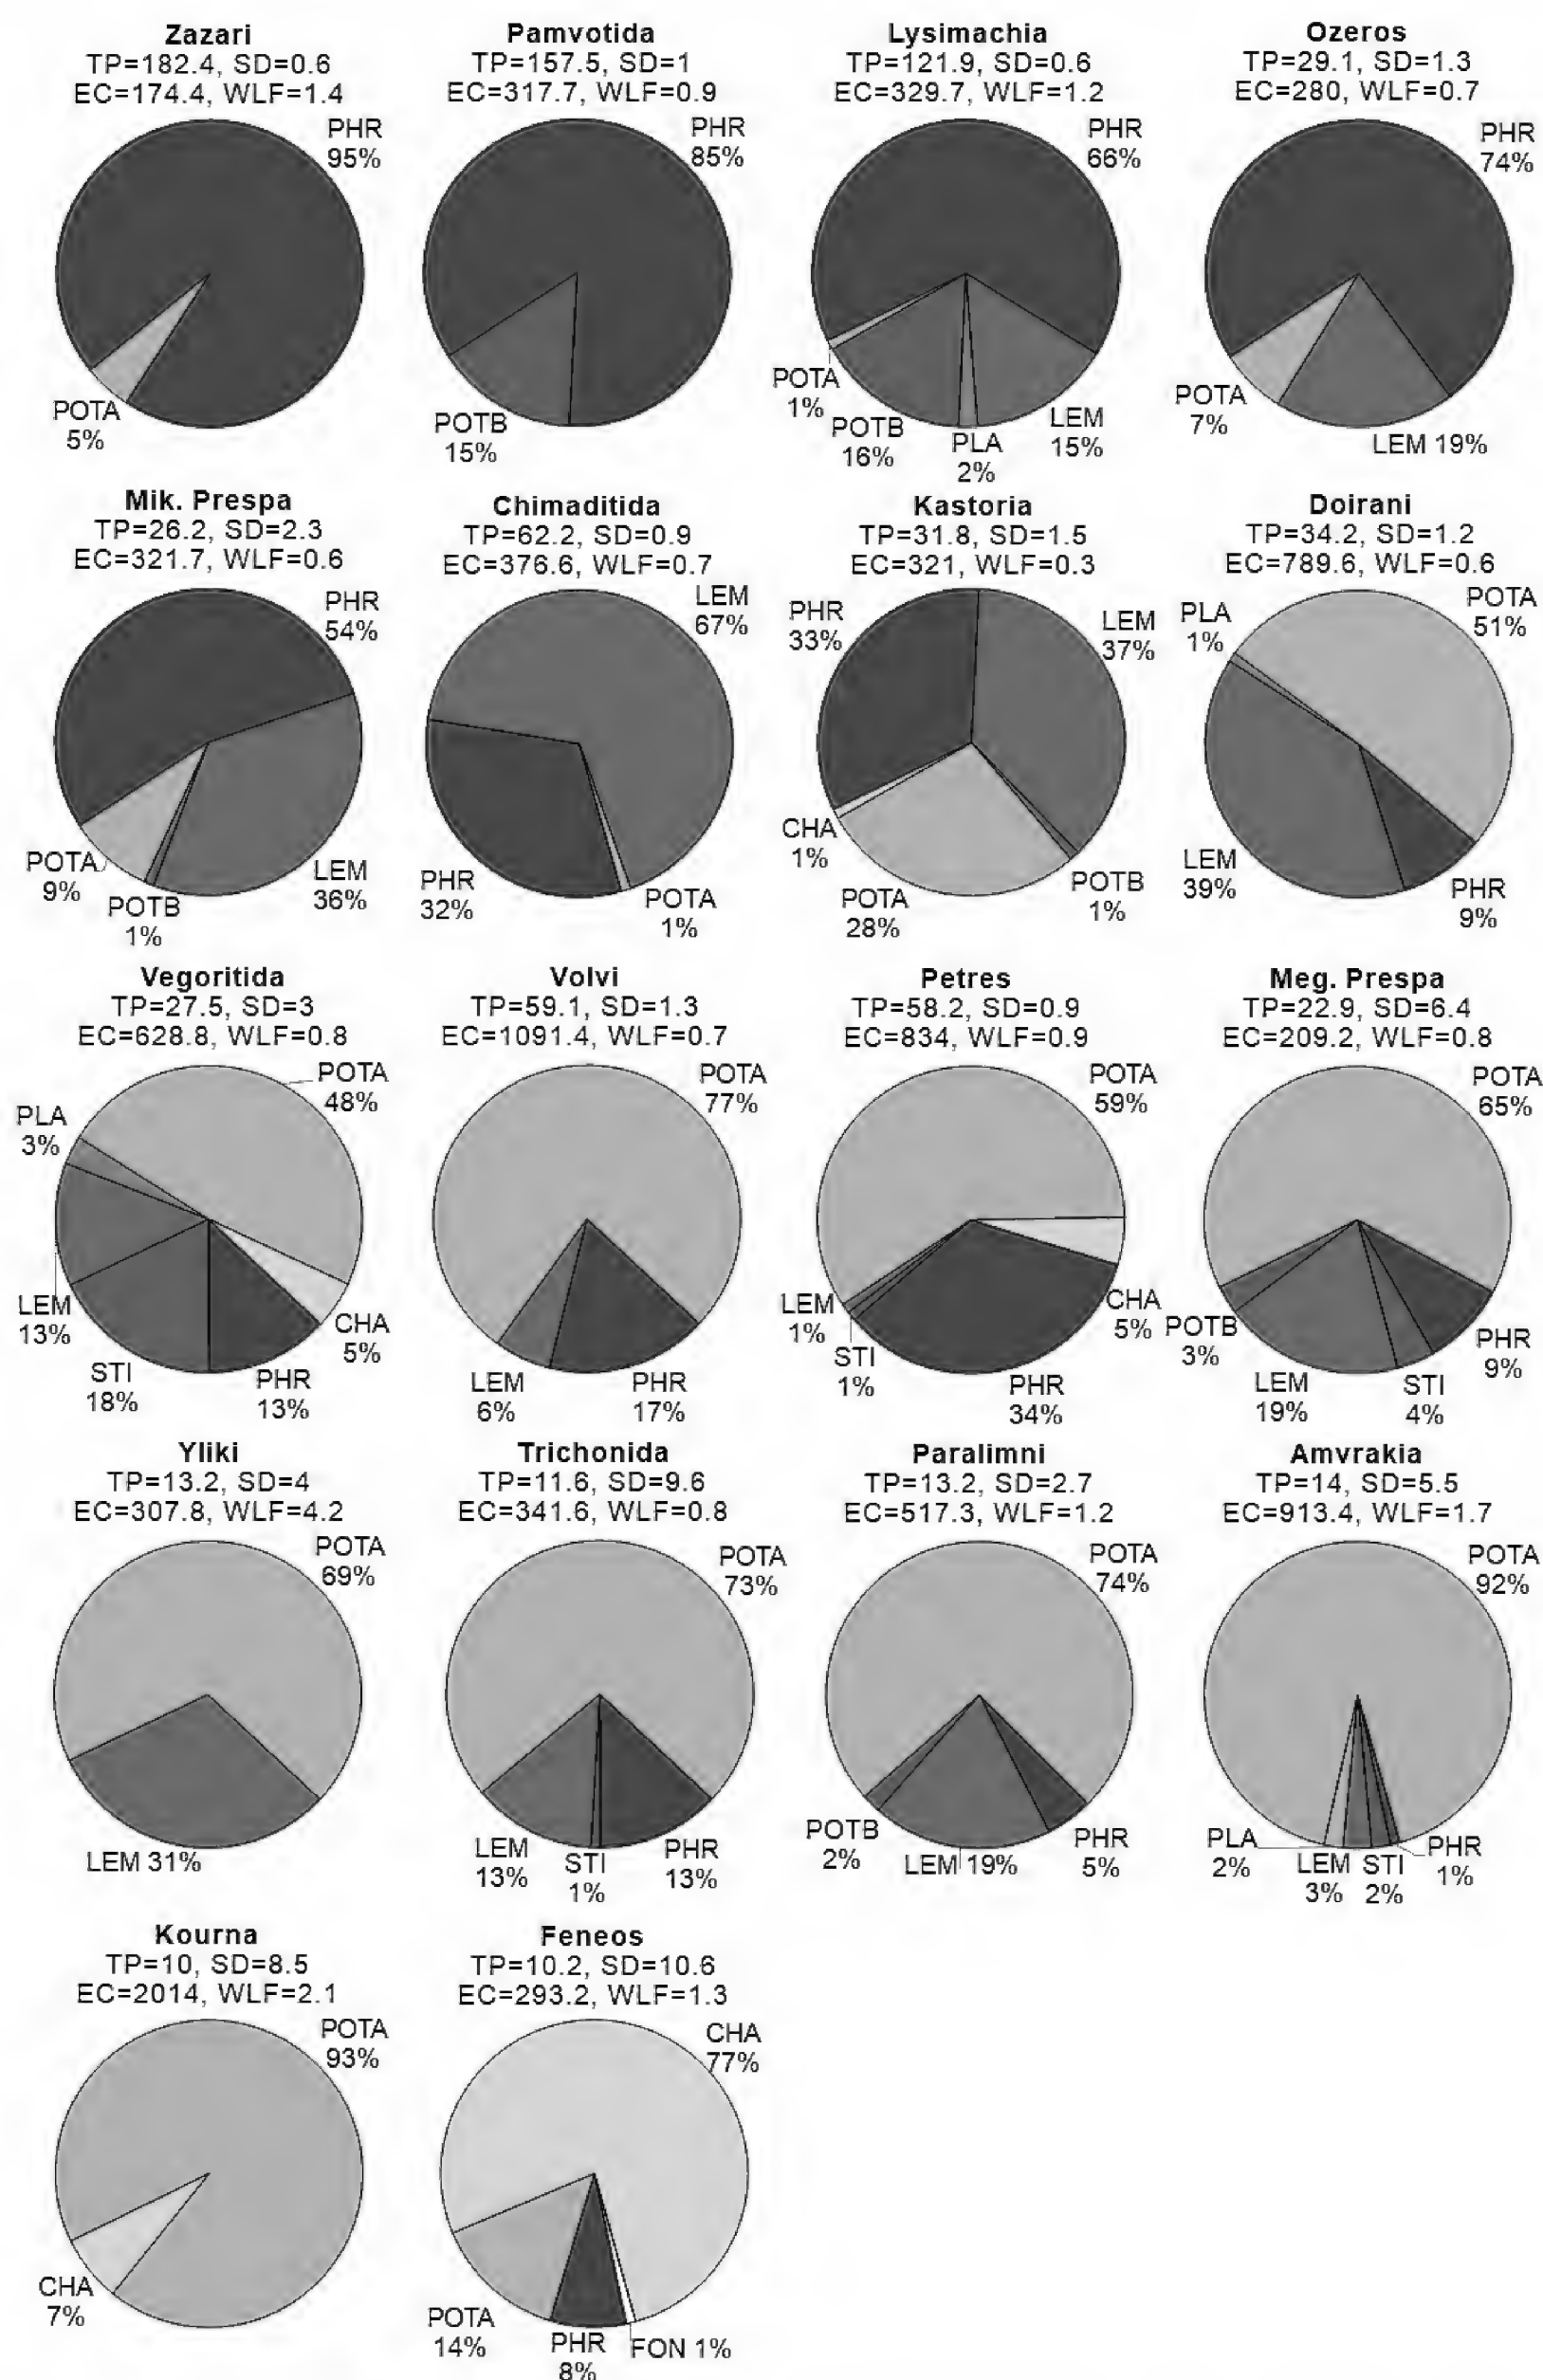 Zazari
TP=182.4, SD=0.6
EC=174.4, WLF=1.4
PHR
95%
POTA
5%
Pamvotida
TP=157.5, SD=1
EC=317.7, WLF=0.9
PHR
85%
POTB
15%
Lysimachia
TP=121.9, SD=0.6
EC=329.7, WLF=1.2
PHR
66%
POTA
1%
POTB
16%
PLA
2%
LEM
15%
Ozeros
TP=29.1, SD=1.3
EC=280, WLF=0.7
PHR
74%
POTA
7%
LEM 19%
Mik. Prespa
TP=26.2, SD=2.3
EC=321.7, WLF=0.6
PHR
54%
POTA
9%
POTB
1%
LEM
36%
Chimaditida
TP=62.2, SD=0.9
EC=376.6, WLF=0.7
LEM
67%
PHR
32%
POTA
1%
Kastoria
TP=31.8, SD=1.5
EC=321, WLF=0.3
PHR
33%
LEM
37%
CHA
1%
POTA
28%
POTB
1%
Doirani
TP=34.2, SD=1.2
EC=789.6, WLF=0.6
PLA
1%
POTA
51%
LEM
39%
PHR
9%
Vegoritida
TP=27.5, SD=3
EC=628.8, WLF=0.8
POTA
48%
PLA
3%
LEM
13%
STI
18%
PHR
13%
CHA
5%
Volvi
TP=59.1, SD=1.3
EC=1091.4, WLF=0.7
POTA
77%
LEM
6%
PHR
17%
Petres
TP=58.2, SD=0.9
EC=834, WLF=0.9
POTA
59%
LEM
1%
STI
1%
PHR
34%
CHA
5%
Meg. Prespa
TP=22.9, SD=6.4
EC=209.2, WLF=0.8
POTA
65%
POTB
3%
LEM
19%
STI
4%
PHR
9%
Yliki
TP=13.2, SD=4
EC=307.8, WLF=4.2
POTA
69%
LEM 31%
Trichonida
TP=11.6, SD=9.6
EC=341.6, WLF=0.8
POTA
73%
LEM
13%
STI
1%
PHR
13%
Paralimni
TP=13.2, SD=2.7
EC=517.3, WLF=1.2
POTA
74%
POTB
2%
LEM 19%
PHR
5%
Amvrakia
TP=14, SD=5.5
EC=913.4, WLF=1.7
POTA
92%
PLA
2%
LEM
3%
STI
2%
PHR
1%
Kourna
TP=10, SD=8.5
EC=2014, WLF=2.1
POTA
93%
CHA
7%
Feneos
TP=10.2, SD=10.6
EC=293.2, WLF=1.3
CHA
77%
POTA
14%
PHR
8%
FON 1%